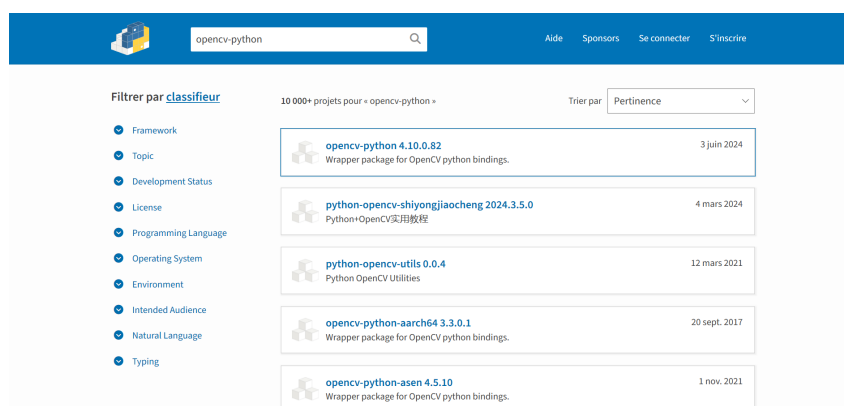 opencv-python
Aide Sponsors Se connecter S'inscrire
Filtrer par classifieur
Framework
Topic
Development Status
License
Programming Language
Operating System
Environment
Intended Audience
Natural Language
Typing
10 000+ projets pour « opencv-python »
Trier par Pertinence
opencv-python 4.10.0.82 3 juin 2024
Wrapper package for OpenCV python bindings.
python-opencv-shiyongjiaocheng 2024.3.5.0 4 mars 2024
Python+OpenCV实用教程
python-opencv-utils 0.0.4 12 mars 2021
Python OpenCV Utilities
opencv-python-aarch64 3.3.0.1 20 sept. 2017
Wrapper package for OpenCV python bindings.
opencv-python-asen 4.5.10 1 nov. 2021
Wrapper package for OpenCV python bindings.